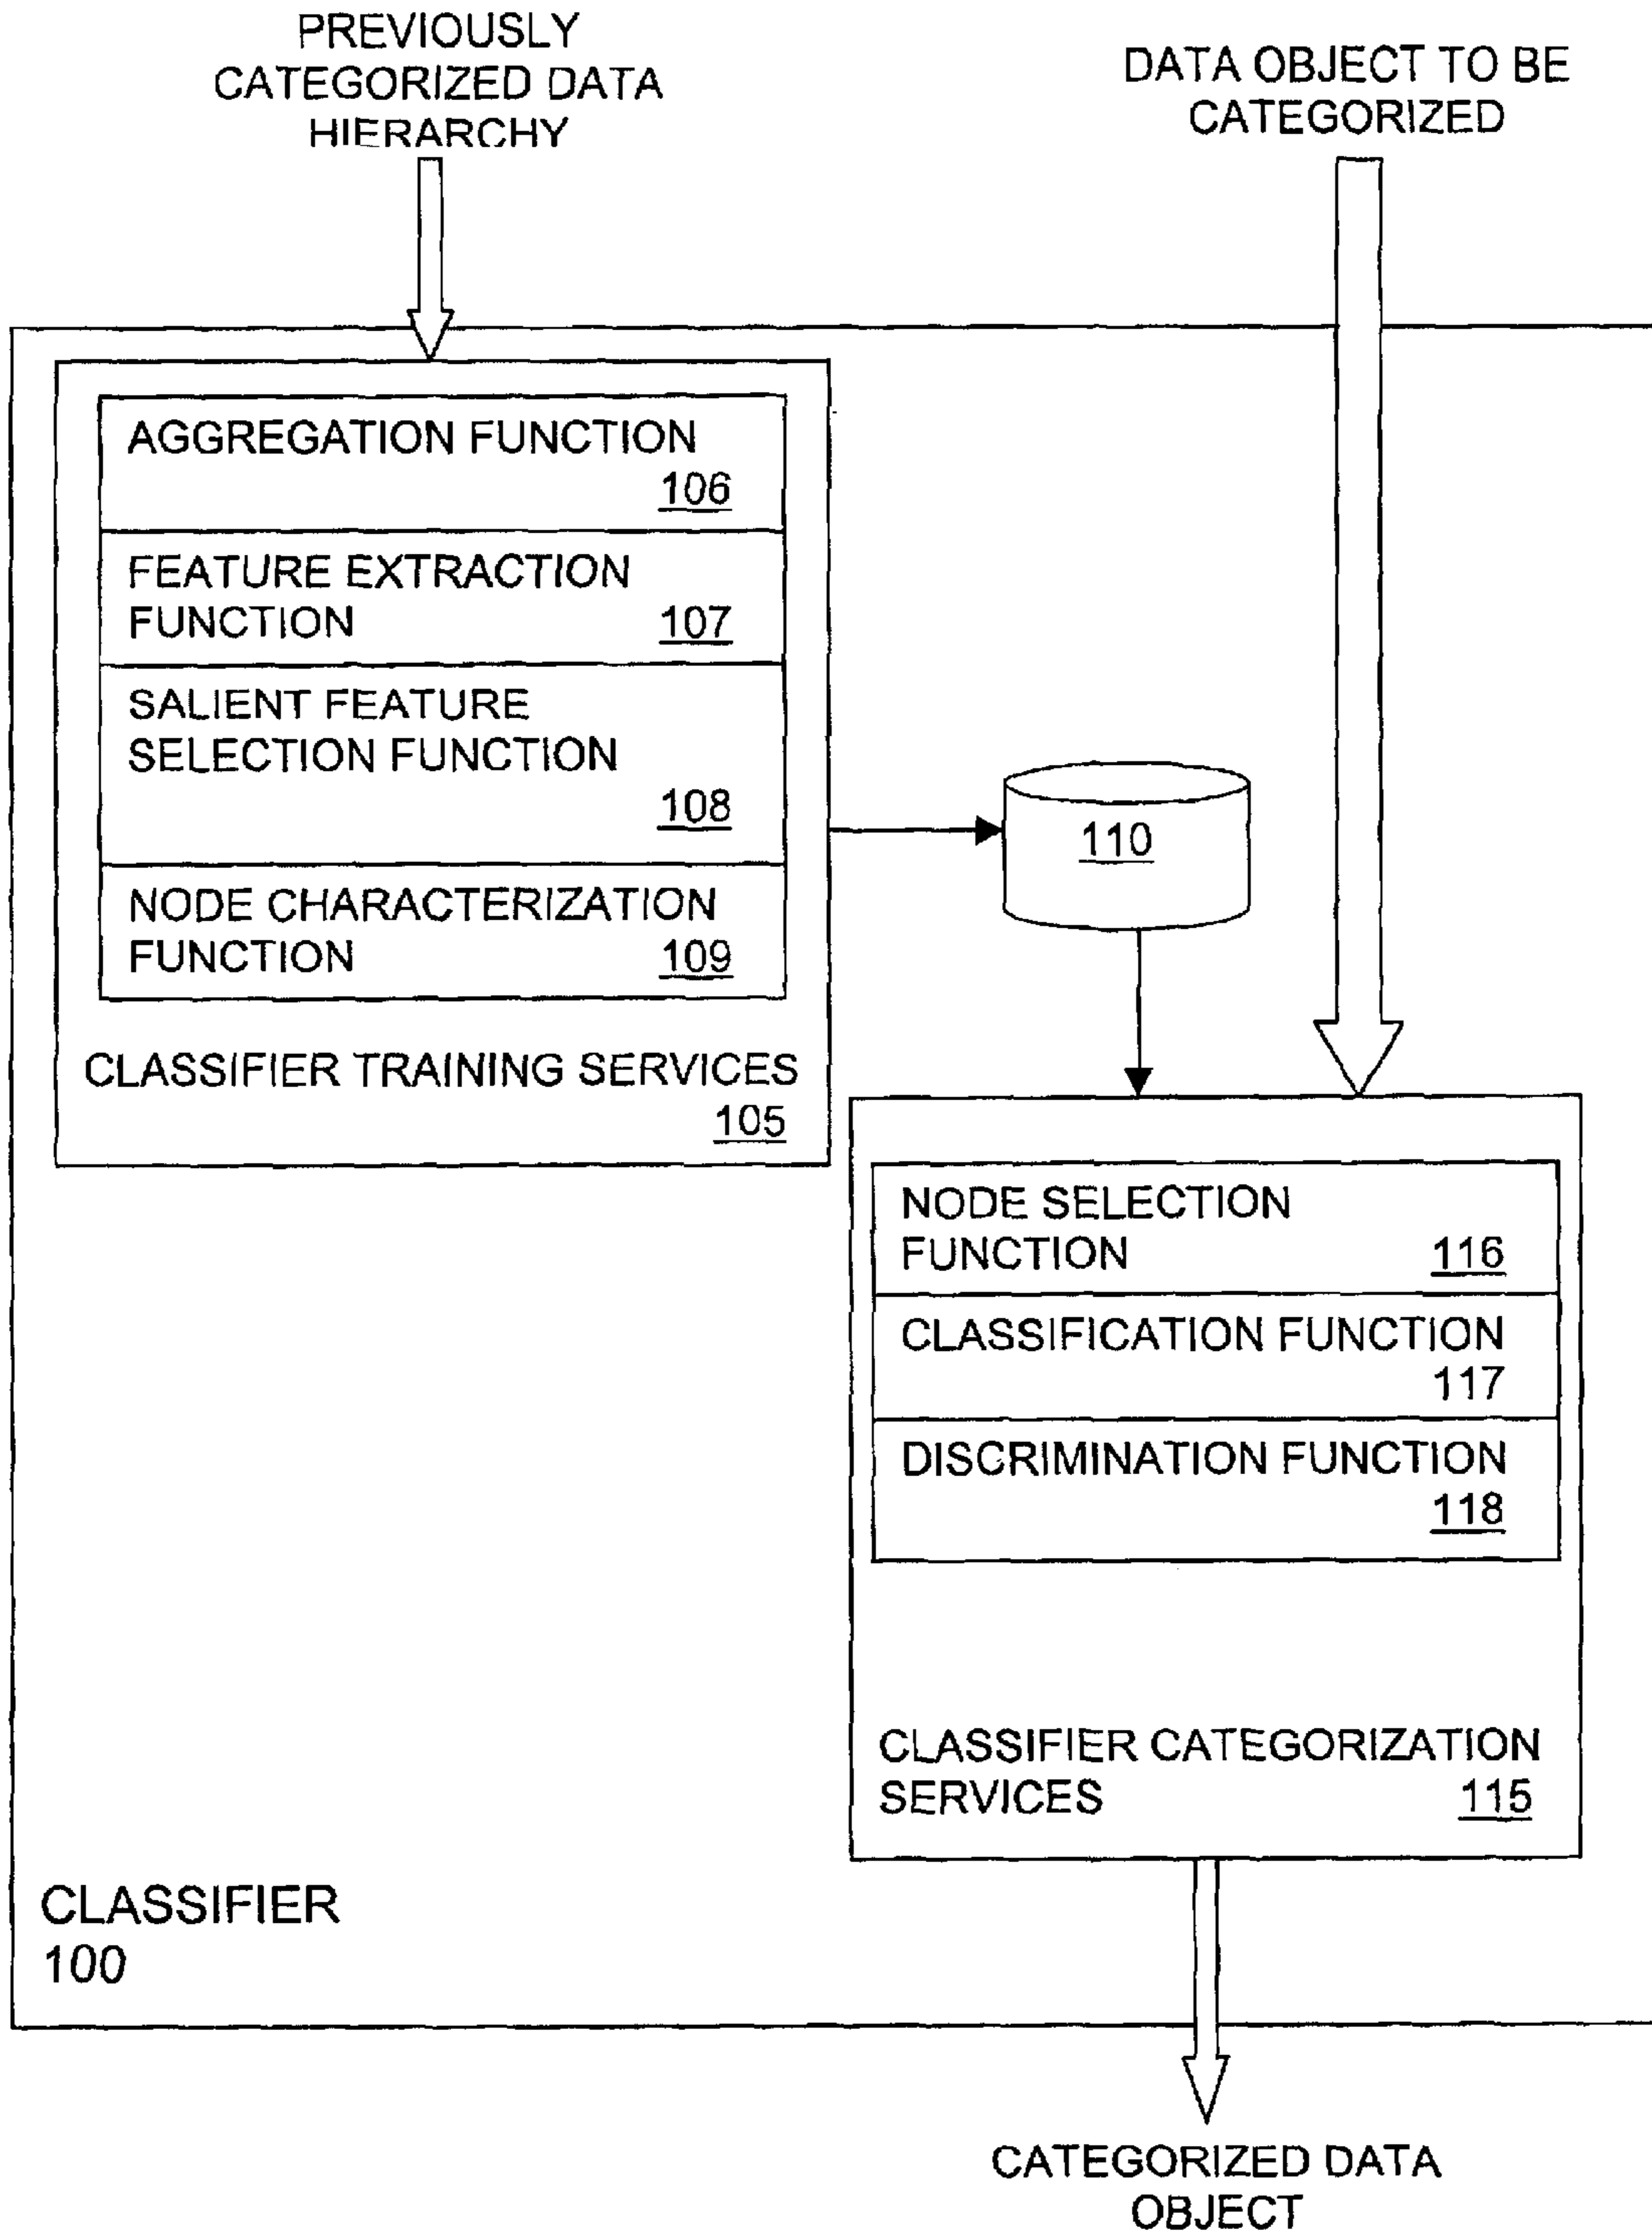 PREVIOUSLY
CATEGORIZED DATA
HIERARCHY
DATA OBJECT TO BE
CATEGORIZED
AGGREGATION FUNCTION
106
FEATURE EXTRACTION
FUNCTION 107
SALIENT FEATURE
SELECTION FUNCTION
108
NODE CHARACTERIZATION
FUNCTION 109
CLASSIFIER TRAINING SERVICES
105
110
NODE SELECTION
FUNCTION 116
CLASSIFICATION FUNCTION
117
DISCRIMINATION FUNCTION
118
CLASSIFIER CATEGORIZATION
SERVICES 115
CLASSIFIER
100
CATEGORIZED DATA
OBJECT